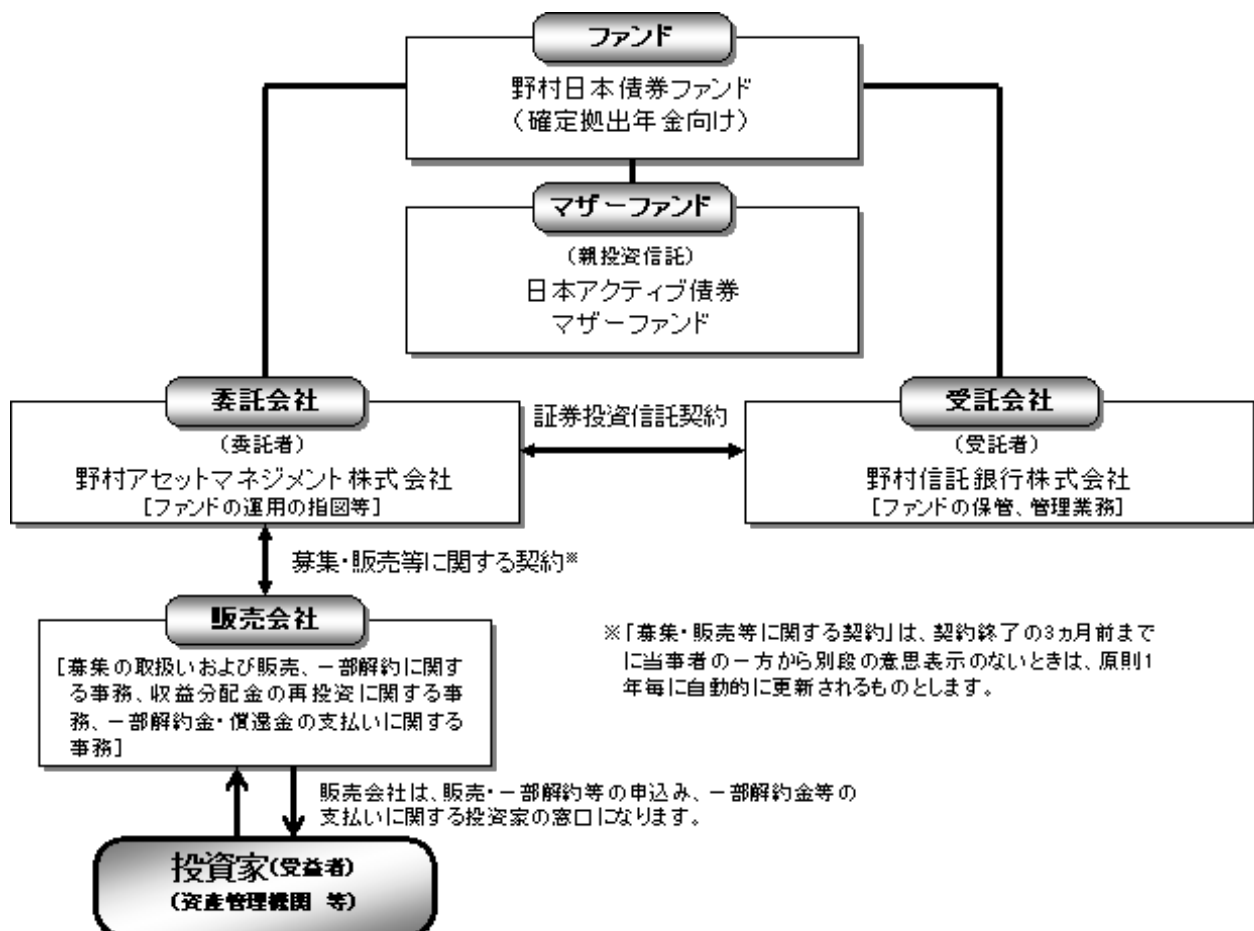 ファンド
野村日本債券ファンド
（確定拠出年金向け）
マザーファンド
（親投資信託）
日本アクティブ債券
マザーファンド
委託会社
（委託者）
野村アセットマネジメント株式会社
[ファンドの運用の指図等]
証券投資信託契約
受託会社
（受託者）
野村信託銀行株式会社
[ファンドの保管、管理業務]
募集・販売等に関する契約※
販売会社
[募集の取扱いおよび販売、一部解約に関す
る事務、収益分配金の再投資に関する事
務、一部解約金・償還金の支払いに関する
事務]
※「募集・販売等に関する契約」は、契約終了の3ヵ月前まで
に当事者の一方から別段の意思表示のないときは、原則1
年毎に自動的に更新されるものとします。
販売会社は、販売・一部解約等の申込み、一部解約金等の
支払いに関する投資家の窓口になります。
投資家(受益者)
(資産管理機関 等)